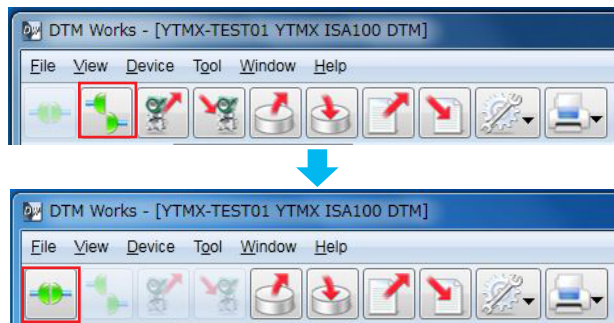 DTM Works - [YTMX-TEST01 YTMX ISA100 DTM]
File View Device Tool Window Help
DTM Works - [YTMX-TEST01 YTMX ISA100 DTM]
File View Device Tool Window Help